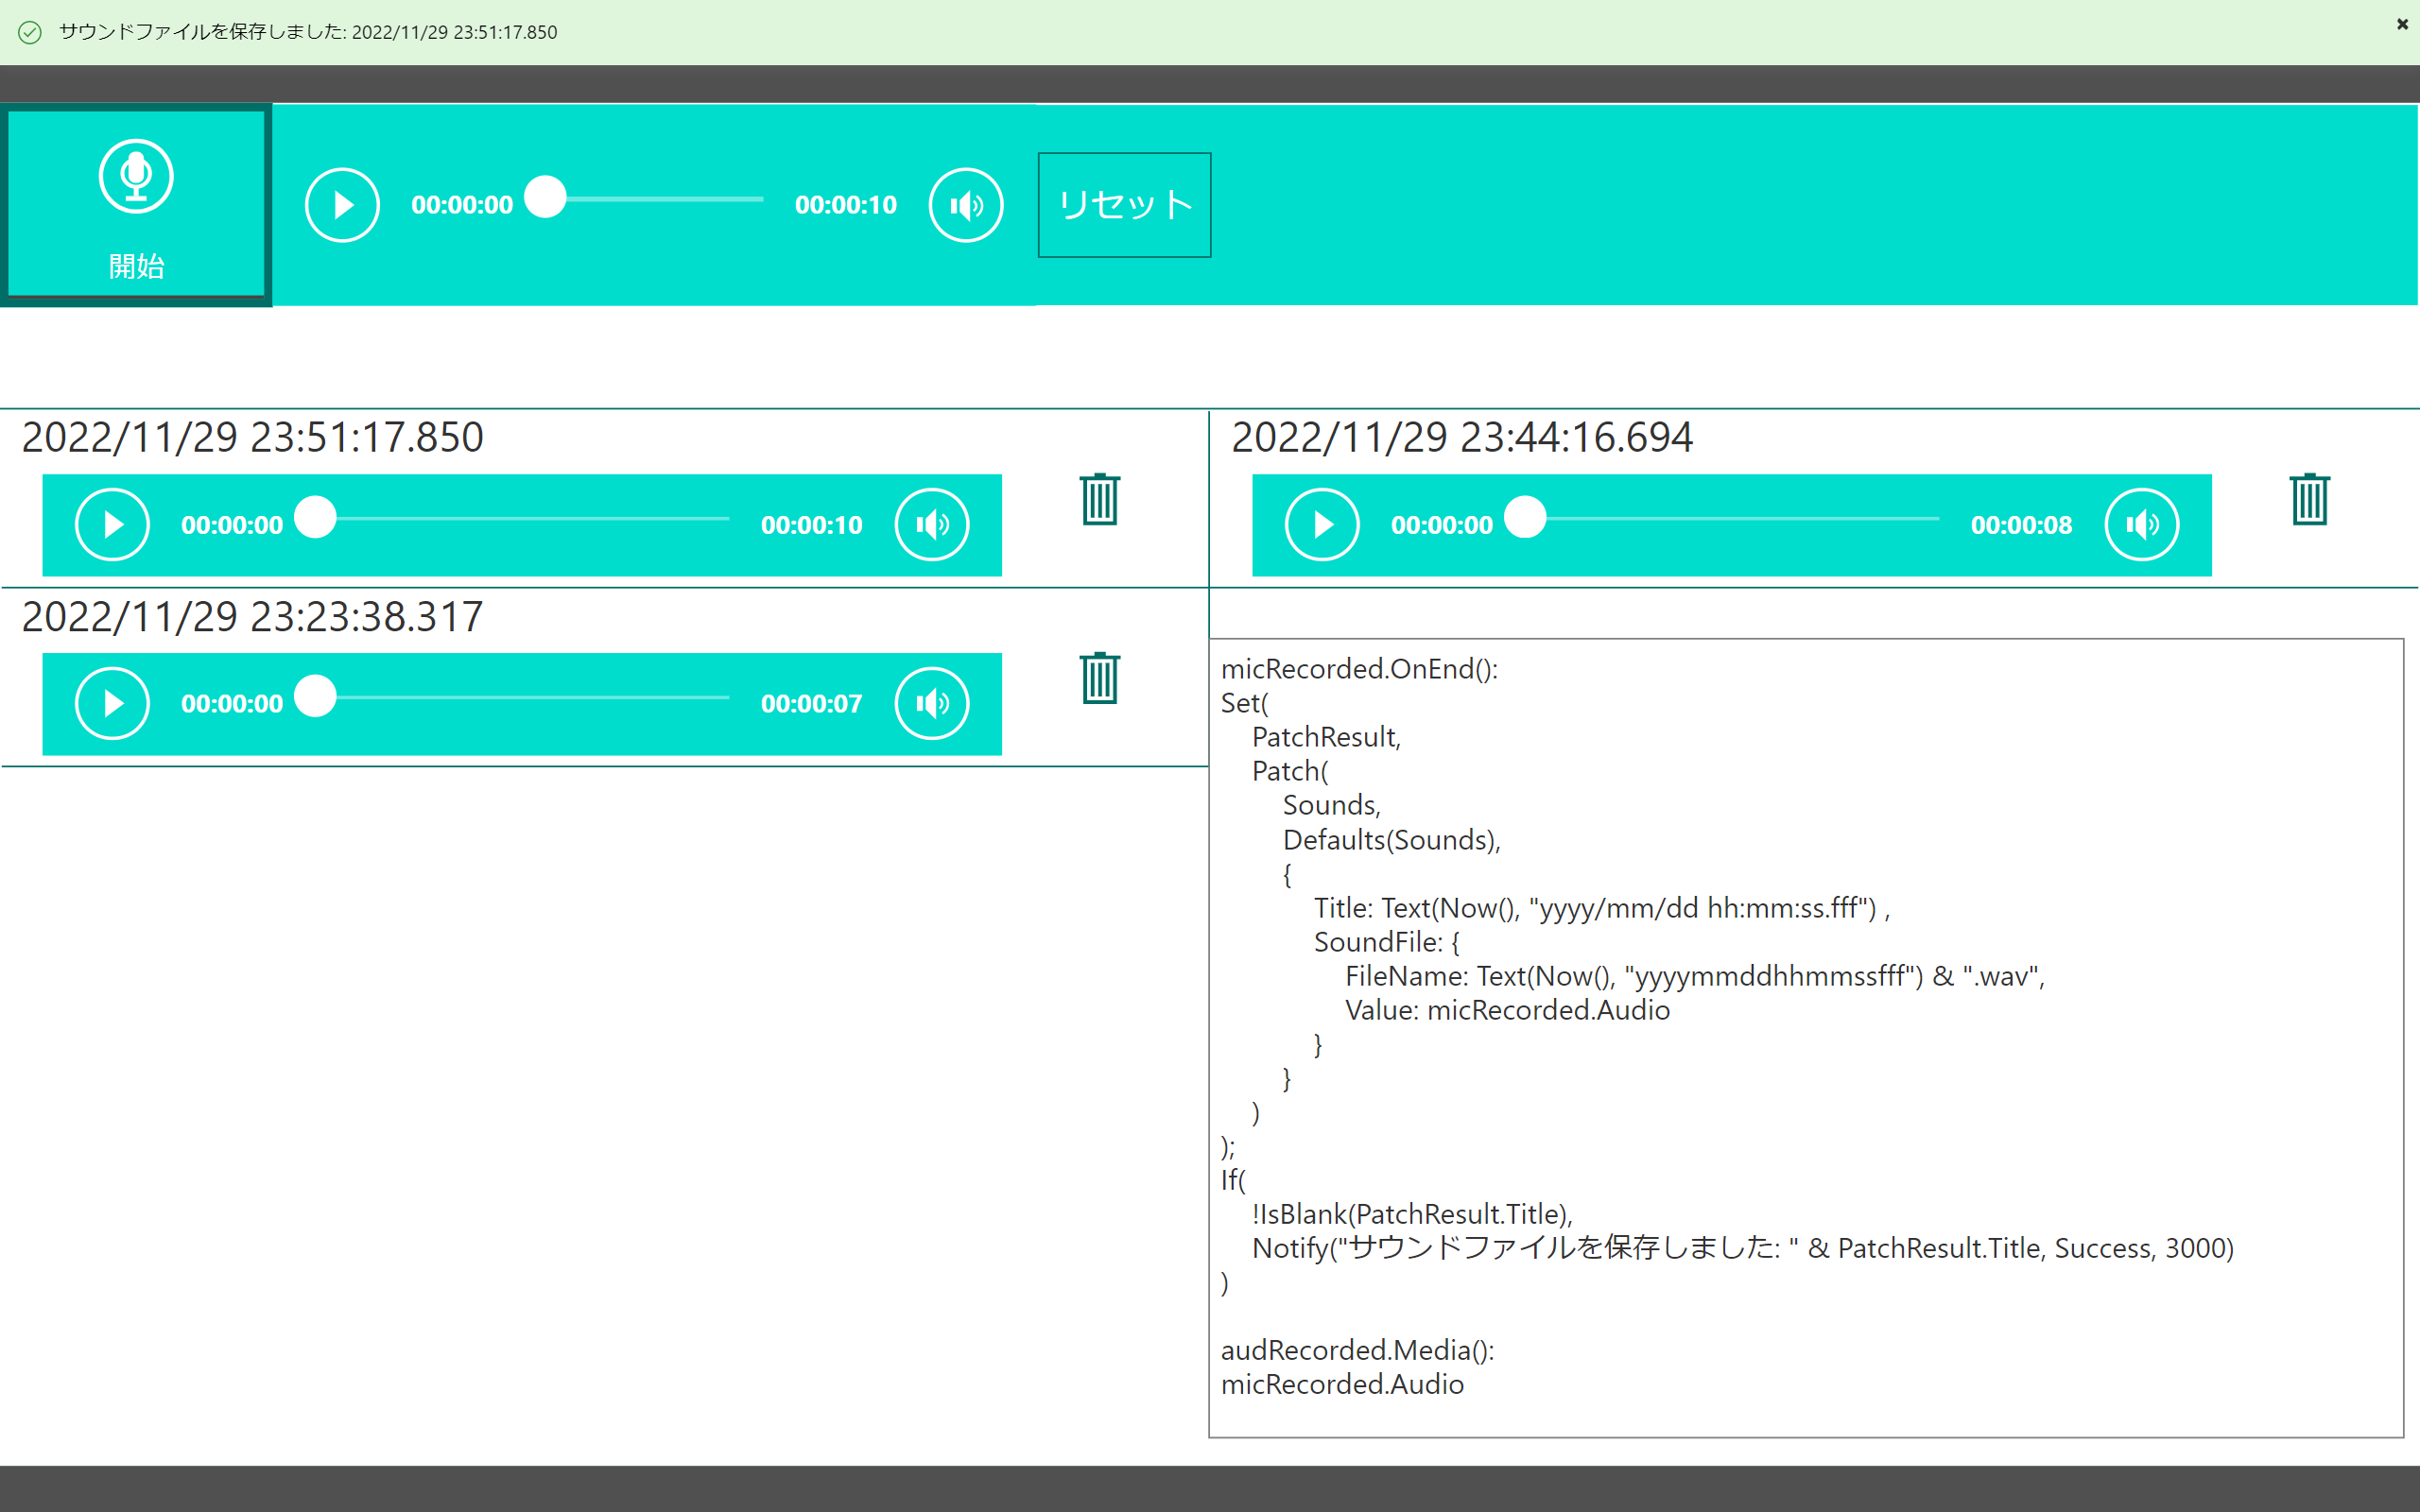 サウンドファイルを保存しました: 2022/11/29 23:51:17.850
開始
00:00:00
00:00:10
リセット
2022/11/29 23:51:17.850
00:00:00
00:00:10
2022/11/29 23:44:16.694
00:00:00
00:00:08
2022/11/29 23:23:38.317
00:00:00
00:00:07
micRecorded.OnEnd():
Set(
    PatchResult,
    Patch(
        Sounds,
        Defaults(Sounds),
        {
            Title: Text(Now(), "yyyy/mm/dd hh:mm:ss.fff") ,
            SoundFile: {
                FileName: Text(Now(), "yyyymmddhhmmssfff") & ".wav",
                Value: micRecorded.Audio
            }
        }
    )
);
If(
    !IsBlank(PatchResult.Title),
    Notify("サウンドファイルを保存しました: " & PatchResult.Title, Success, 3000)
)
audRecorded.Media():
micRecorded.Audio